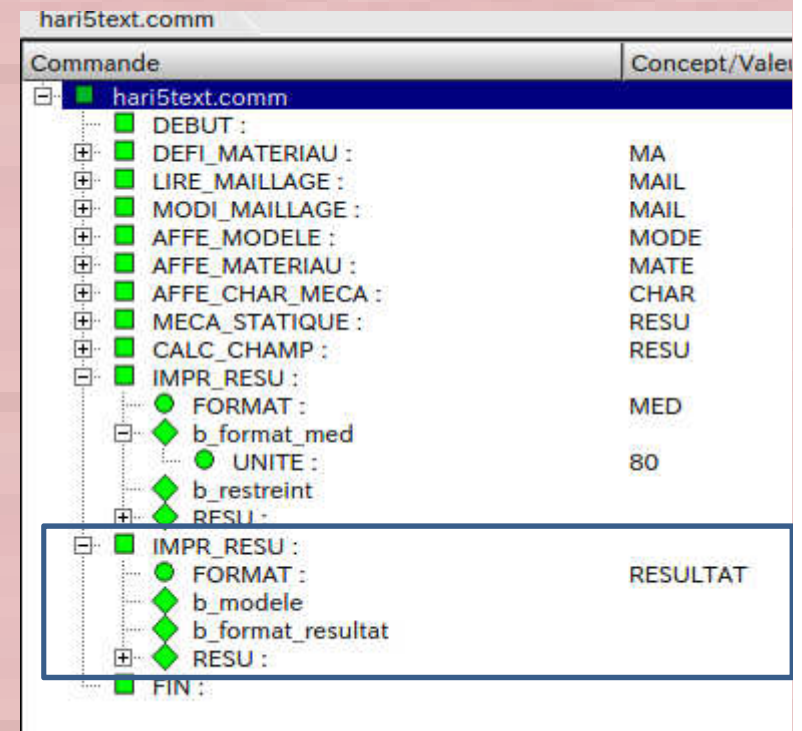 hari5text.comm
Commande Concept/Valeu
hari5text.comm
DEBUT :
DEFI_MATERIAU : MA
LIRE_MAILLAGE : MAIL
MODI_MAILLAGE : MAIL
AFFE_MODELE : MODE
AFFE_MATERIAU : MATE
AFFE_CHAR_MECA : CHAR
MECA_STATIQUE : RESU
CALC_CHAMP : RESU
IMPR_RESU :
FORMAT : MED
b_format_med
UNITE : 80
b_restreint
RESU :
IMPR_RESU :
FORMAT : RESULTAT
b_modele
b_format_resultat
RESU :
FIN :